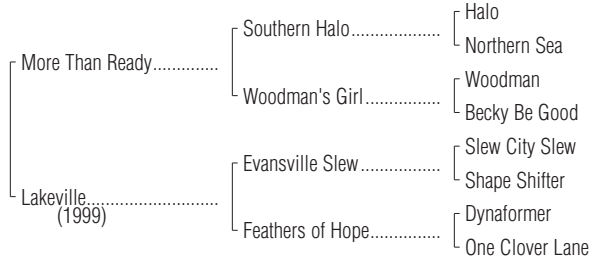 Halo
Southern Halo...................
Northern Sea
More Than Ready..............
Woodman
Woodman's Girl................
Becky Be Good
Slew City Slew
Evansville Slew.................
Shape Shifter
Lakeville............................
(1999)
Dynaformer
Feathers of Hope...............
One Clover Lane